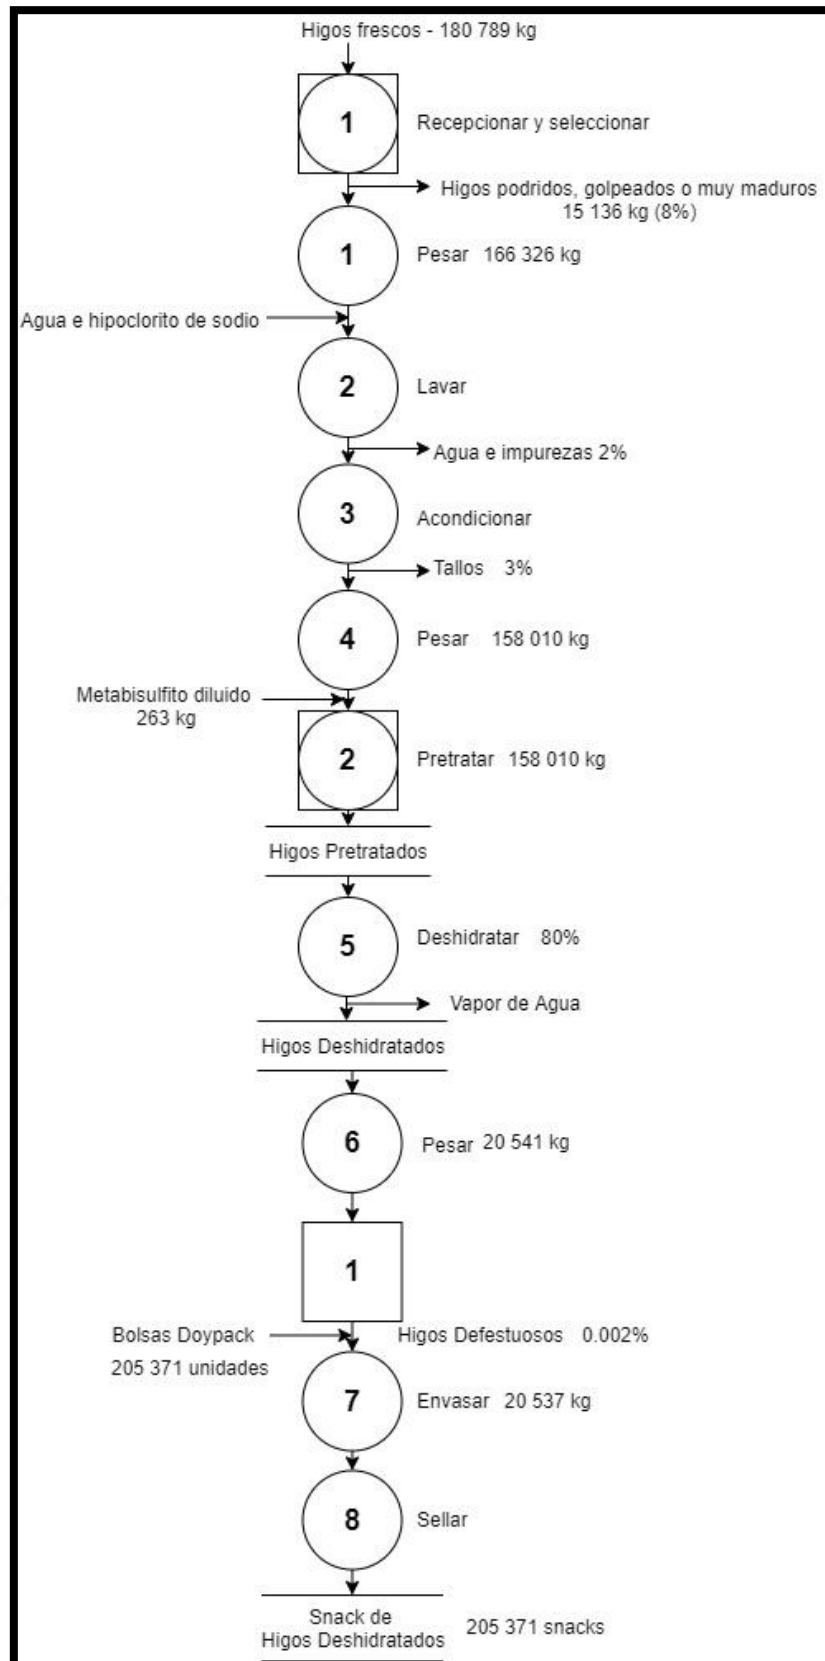 Higos frescos - 180 789 kg
1
Recepcionar y seleccionar
Higos podridos, golpeados o muy maduros
15 136 kg (8%)
1
Pesar 166 326 kg
Agua e hipoclorito de sodio
2
Lavar
Agua e impurezas 2%
3
Acondicionar
Tallos 3%
4
Pesar 158 010 kg
Metabisulfito diluido
263 kg
2
Pretratar 158 010 kg
Higos Pretratados
5
Deshidratar 80%
Vapor de Agua
Higos Deshidratados
6
Pesar 20 541 kg
1
Bolsas Doypack
205 371 unidades
Higos Defestuosos 0.002%
7
Envasar 20 537 kg
8
Sellar
Snack de
Higos Deshidratados
205 371 snacks